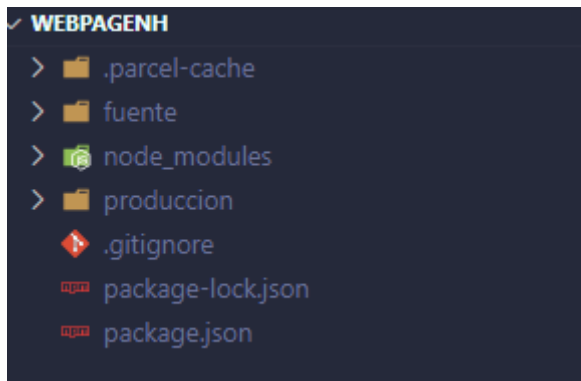 WEBPAGENH
.parcel-cache
fuente
node_modules
produccion
.gitignore
package-lock.json
package.json